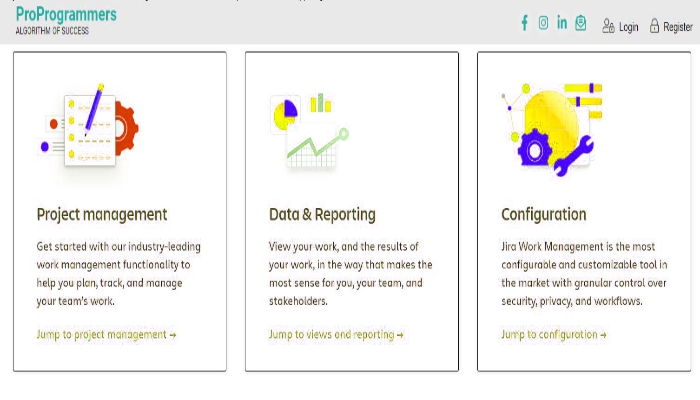 ProProgrammers
ALGORITHM OF SUCCESS
Login
Register
Project management
Get started with our industry-leading
work management functionality to
help you plan, track, and manage
your team's work.
Jump to project management →
Data & Reporting
View your work, and the results of
your work, in the way that makes the
most sense for you, your team, and
stakeholders.
Jump to views and reporting →
Configuration
Jira Work Management is the most
configurable and customizable tool in
the market with granular control over
security, privacy, and workflows.
Jump to configuration →